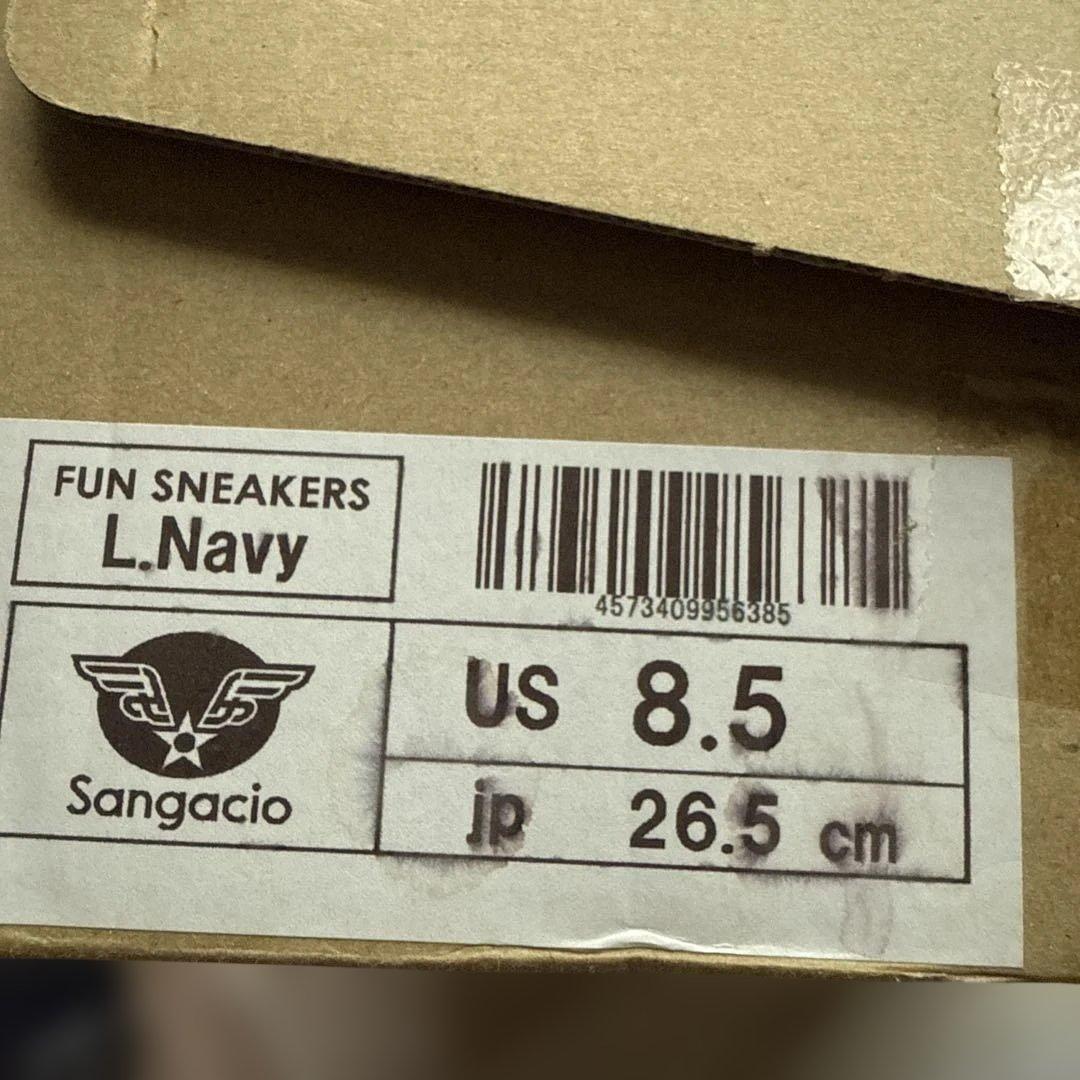 FUN SNEAKERS
L.Navy
4573409956385
Sangacio
US 8.5
jp 26.5 cm